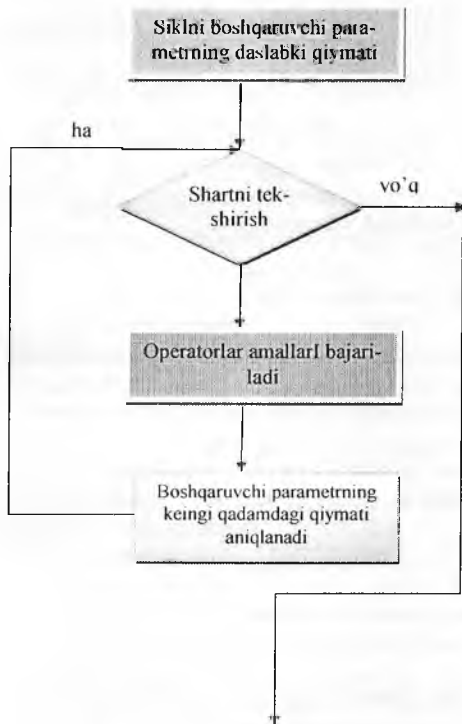 Siklni boshqaruvchi para-
metrning daslabki qiymati
ha
Shartni tek-
shirish
yo'q
Operatorlar amallarI bajari-
ladi
Boshqaruvchi parametrning
keingi qadamdagi qiymati
aniqlanadi